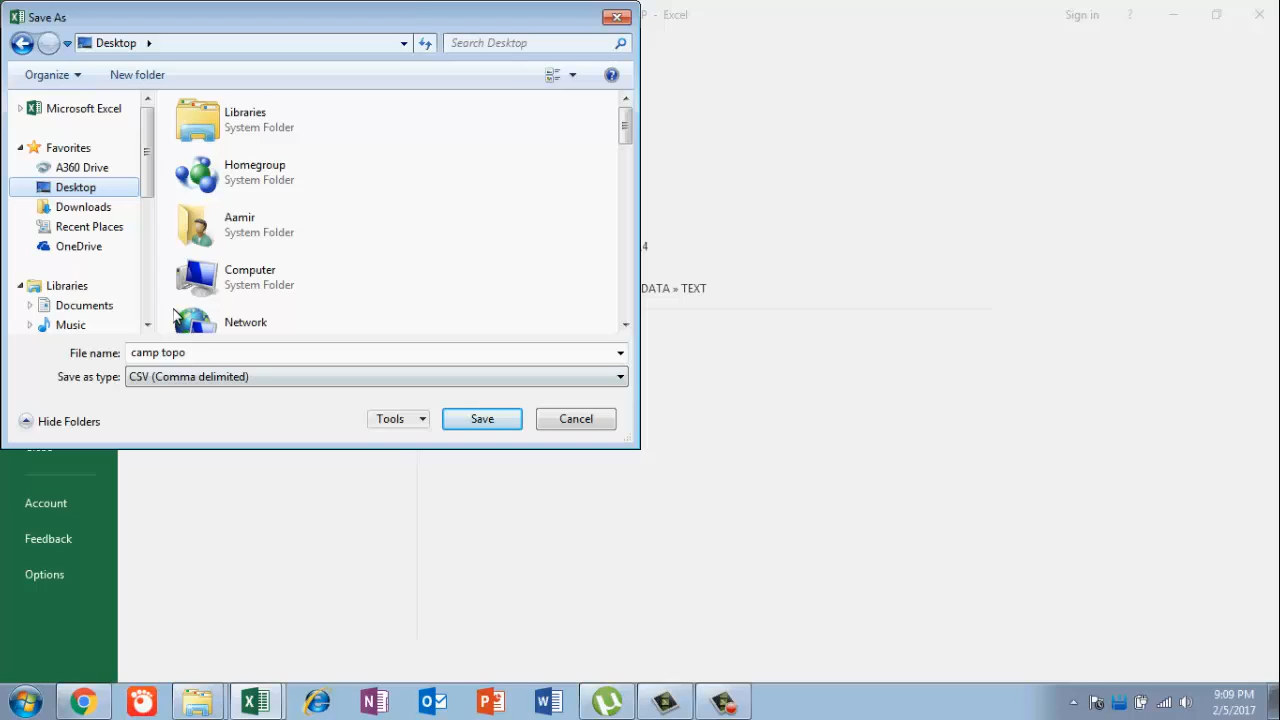 Save As
P - Excel
Sign in
?
Desktop
Search Desktop
Organize
New folder
Microsoft Excel
Favorites
A360 Drive
Desktop
Downloads
Recent Places
OneDrive
Libraries
Documents
Music
Libraries
System Folder
Homegroup
System Folder
Aamir
System Folder
Computer
System Folder
Network
4
DATA » TEXT
File name: camp topo
Save as type: CSV (Comma delimited)
Hide Folders
Tools
Save
Cancel
Account
Feedback
Options
9:09 PM
2/5/2017